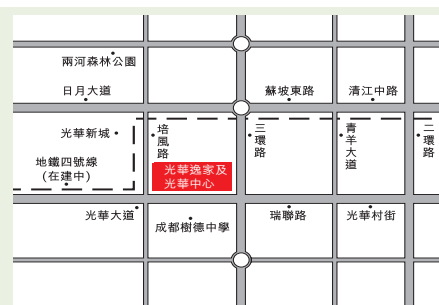 兩河森林公園
日月大道
蘇坡東路
清江中路
光華新城
培風路
三環路
青羊大道
二環路
地鐵四號線
(在建中)
光華逸家及
光華中心
光華大道
成都樹德中學
瑞聯路
光華村街